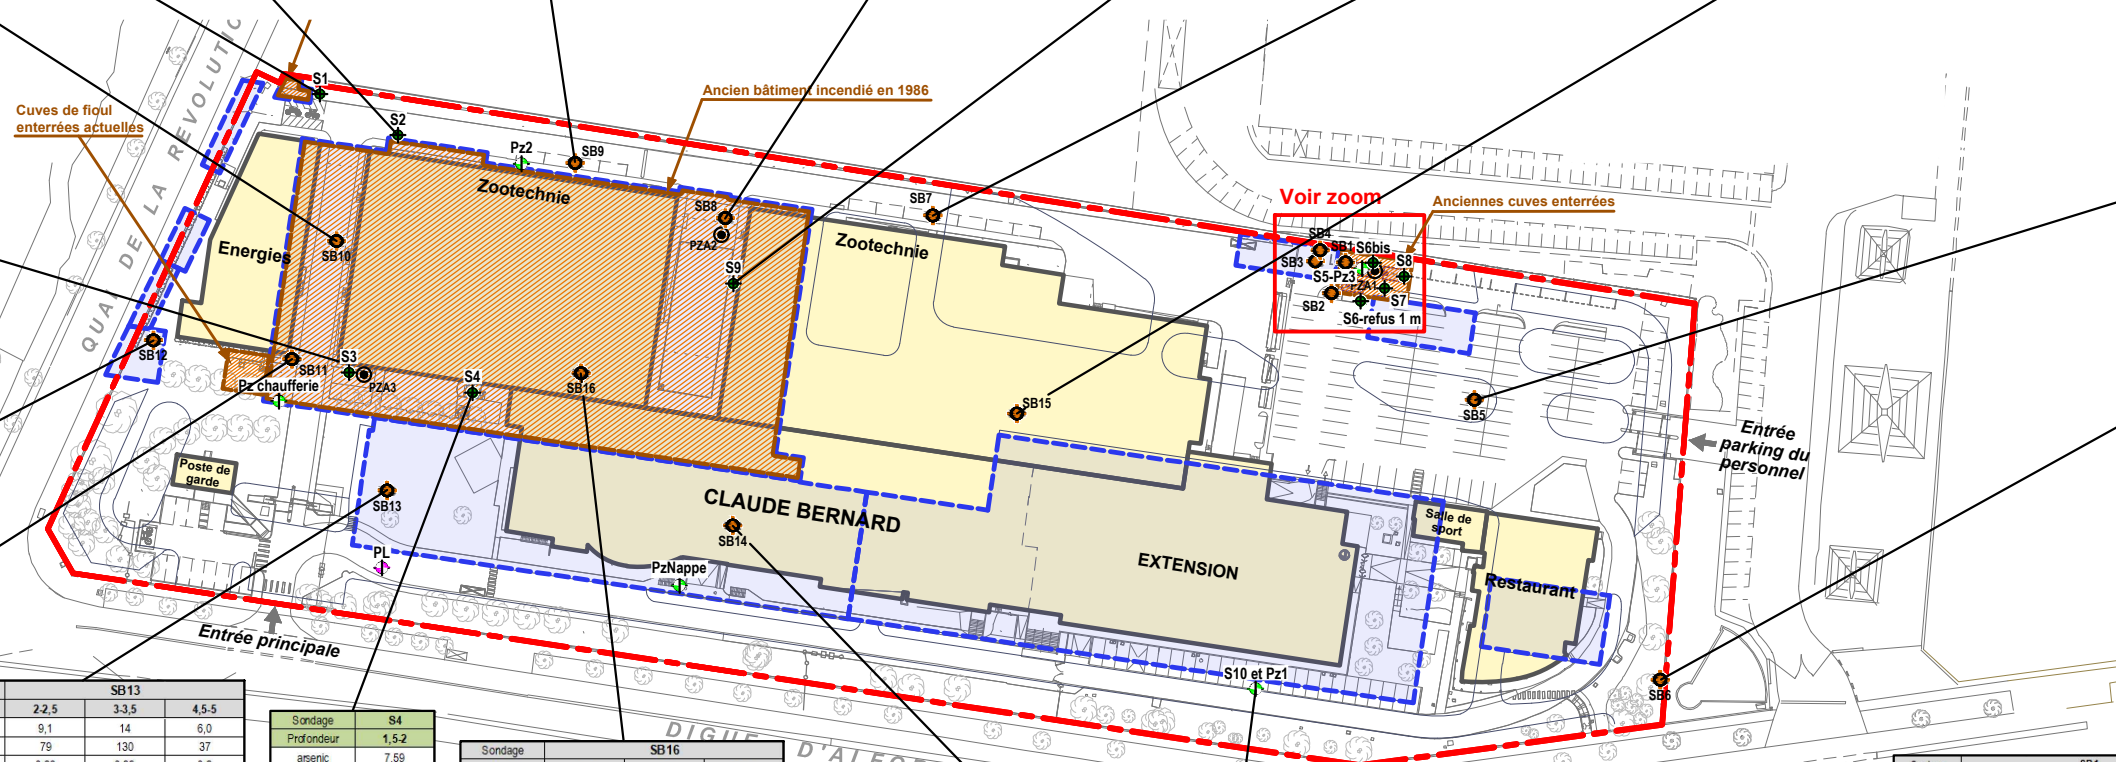 S1
Ancien bâtiment incendié en 1986
Cuves de fioul
enterrées actuelles
S2
Pz2
SB9
QUAI DE LA REVOLUTIO
Zootechnie
SB8
PZA2
SB7
Voir zoom
Anciennes cuves enterrées
Energies
SB10
Zootechnie
S9
SB4
SB1
S6bis
SB3
S8
S5-Pz3
PZA1
SB2
S7
S6-refus 1 m
SB12
SB11
S3
PZA3
Pz chaufferie
S4
SB16
SB15
SB5
Entrée
parking du
personnel
Poste de
garde
SB13
CLAUDE BERNARD
SB14
Salle de
sport
PL
PzNappe
EXTENSION
Restaurant
Entrée principale
S10 et Pz1
SB6
DIGUE D'ALFO
SB13
2-2,5 3-3,5 4,5-5
9,1 14 6,0
79 130 37
Sondage S4
Profondeur 1,5-2
arsenic 7,59
Sondage SB16